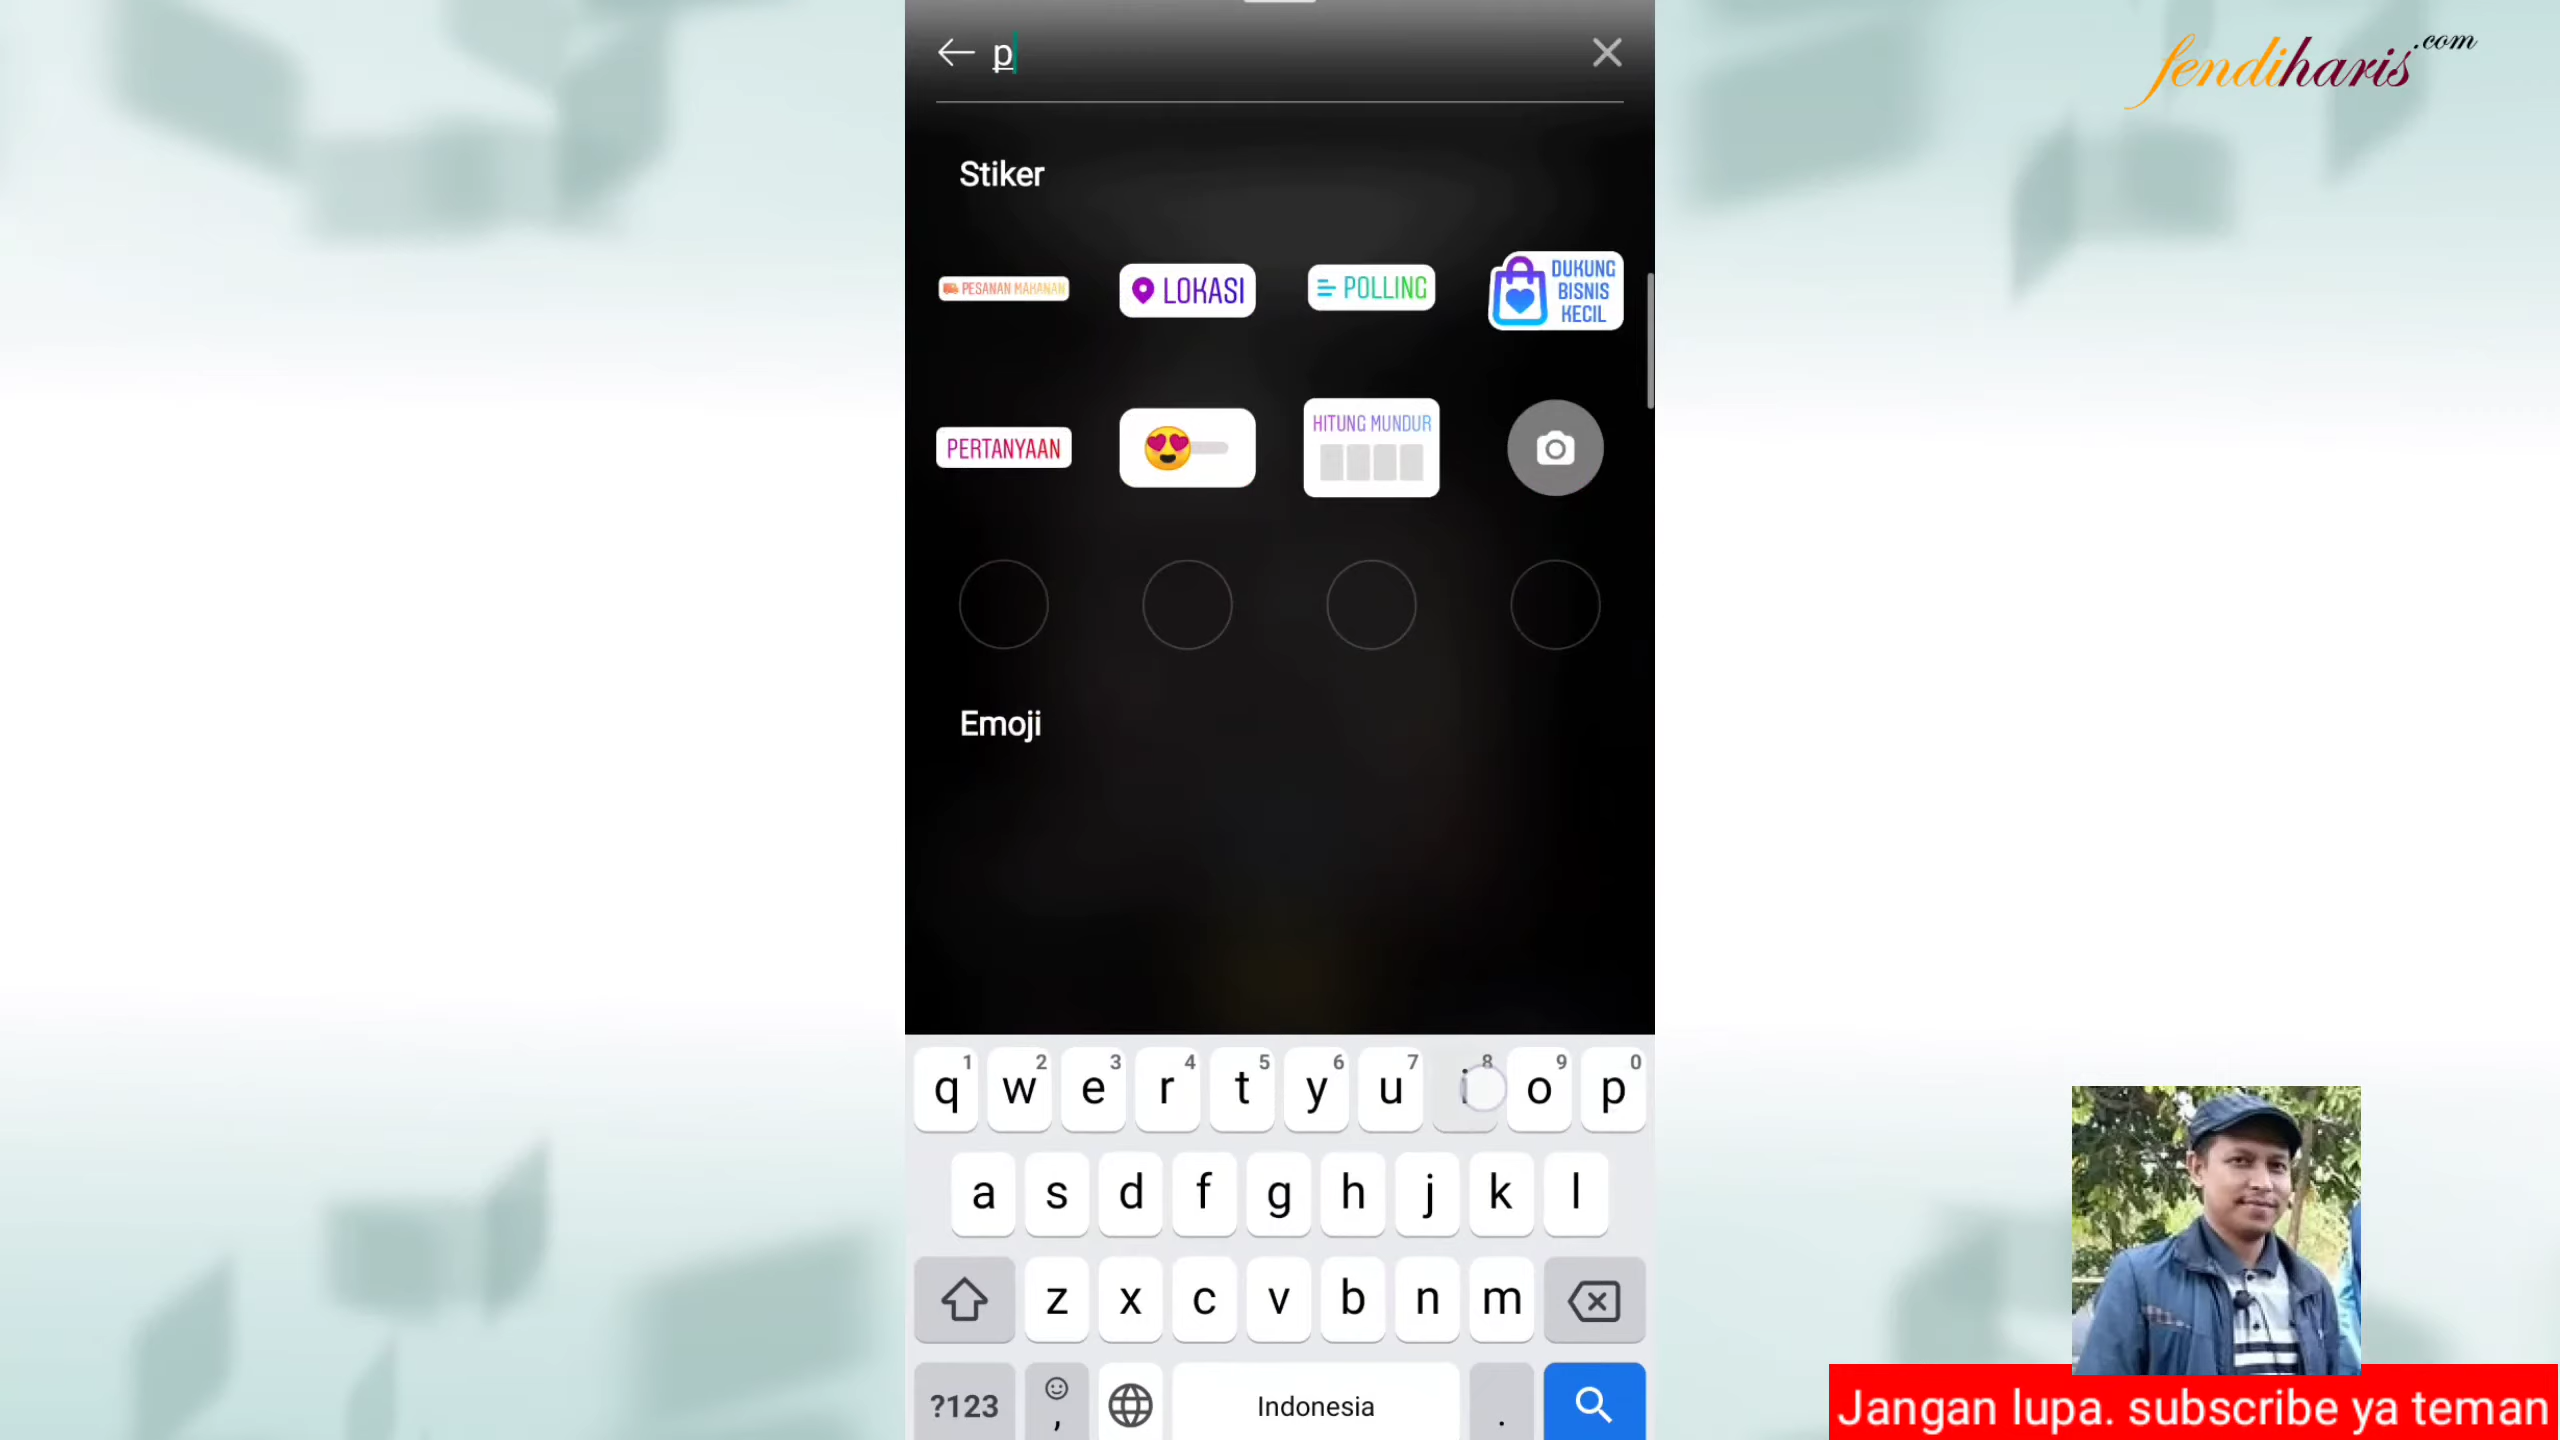 p
fendiharis.com
Stiker
PESANAN MAKANAN
LOKASI
POLLING
DUKUNG
BISNIS
KECIL
PERTANYAAN
HITUNG MUNDUR
Emoji
1 2 3 4 5 6 7 8 9 0
q w e r t y u i o p
a s d f g h j k l
z x c v b n m
?123 , Indonesia .
Jangan lupa. subscribe ya teman